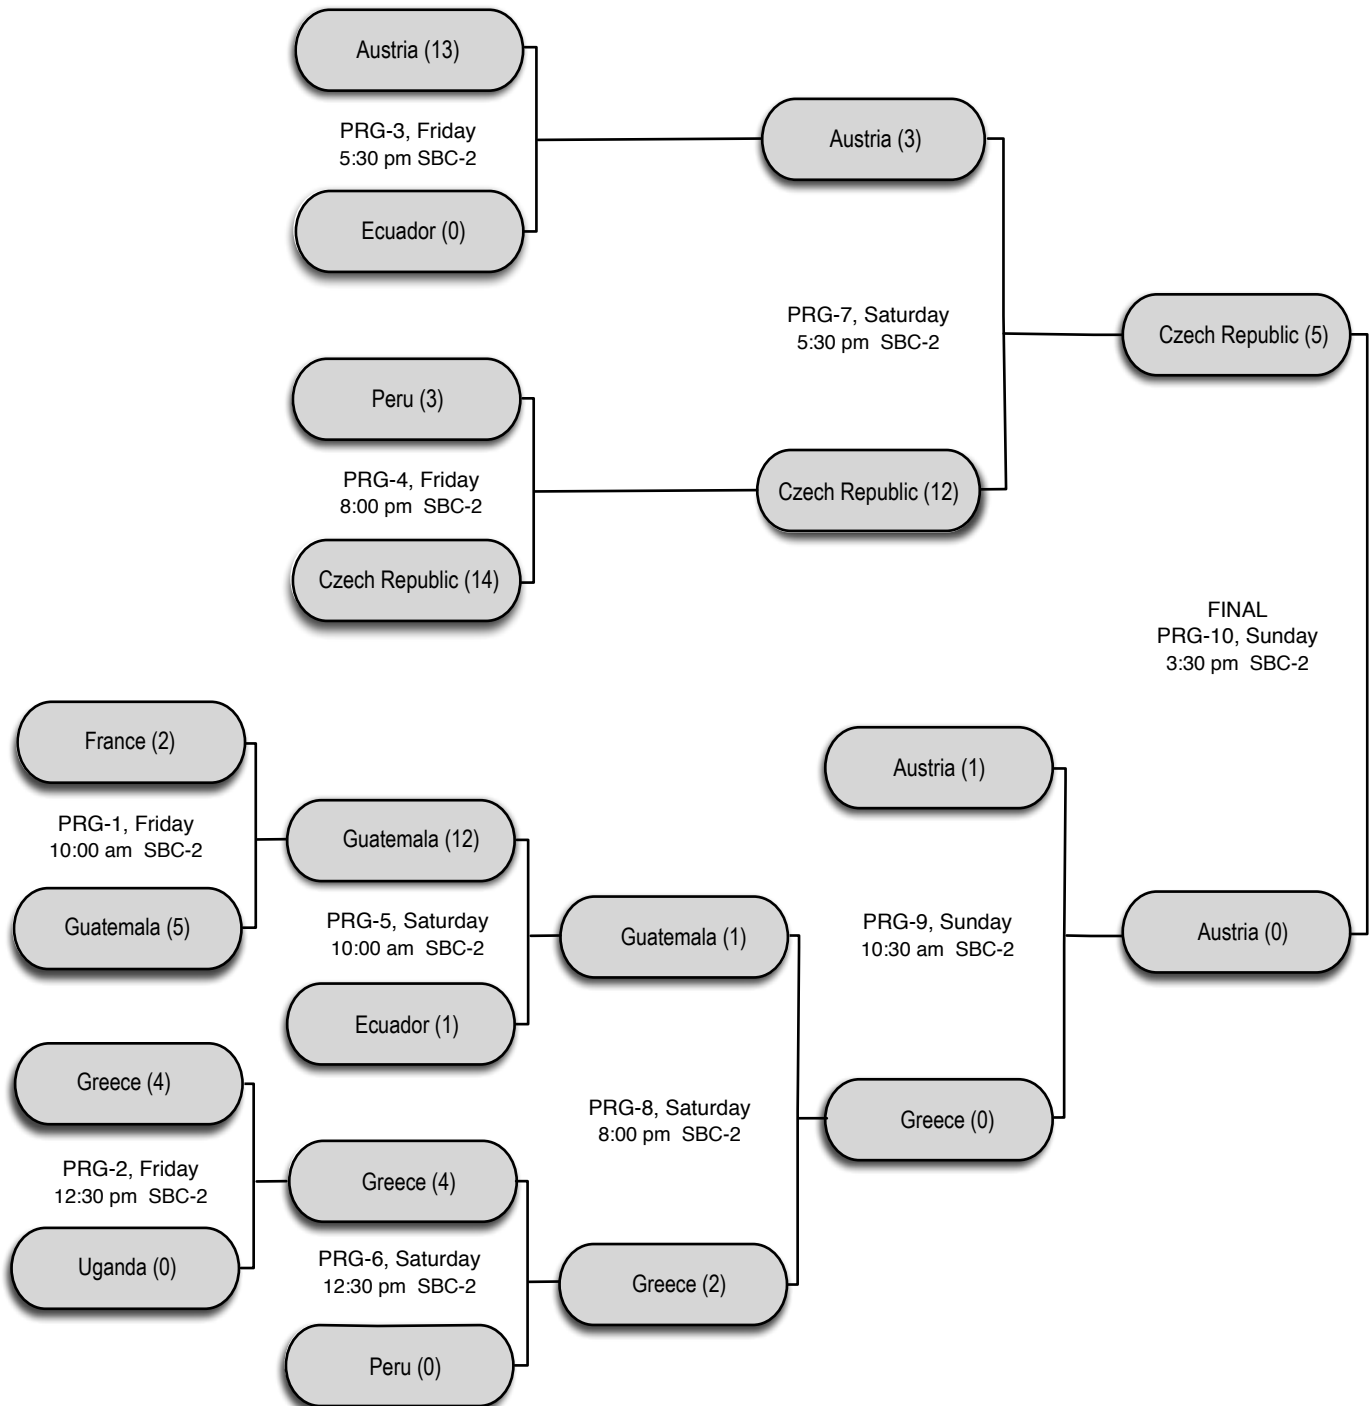 Austria (13)
PRG-3, Friday
5:30 pm SBC-2
Ecuador (0)
Austria (3)
PRG-7, Saturday
5:30 pm SBC-2
Peru (3)
PRG-4, Friday
8:00 pm SBC-2
Czech Republic (14)
Czech Republic (12)
Czech Republic (5)
FINAL
PRG-10, Sunday
3:30 pm SBC-2
France (2)
PRG-1, Friday
10:00 am SBC-2
Guatemala (5)
Guatemala (12)
PRG-5, Saturday
10:00 am SBC-2
Ecuador (1)
Guatemala (1)
Austria (1)
PRG-9, Sunday
10:30 am SBC-2
Austria (0)
Greece (4)
PRG-2, Friday
12:30 pm SBC-2
Uganda (0)
Greece (4)
PRG-6, Saturday
12:30 pm SBC-2
Peru (0)
PRG-8, Saturday
8:00 pm SBC-2
Greece (2)
Greece (0)